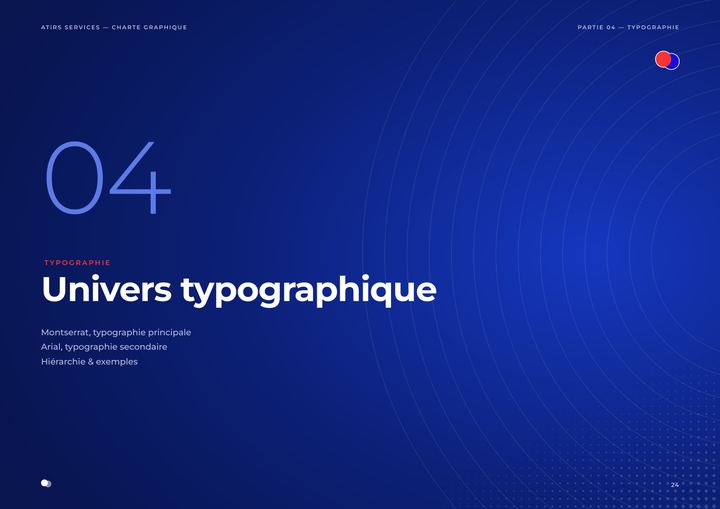 ATiRS SERVICES — CHARTE GRAPHIQUE
PARTIE 04 — TYPOGRAPHIE
04
TYPOGRAPHIE
Univers typographique
Montserrat, typographie principale
Arial, typographie secondaire
Hiérarchie & exemples
24